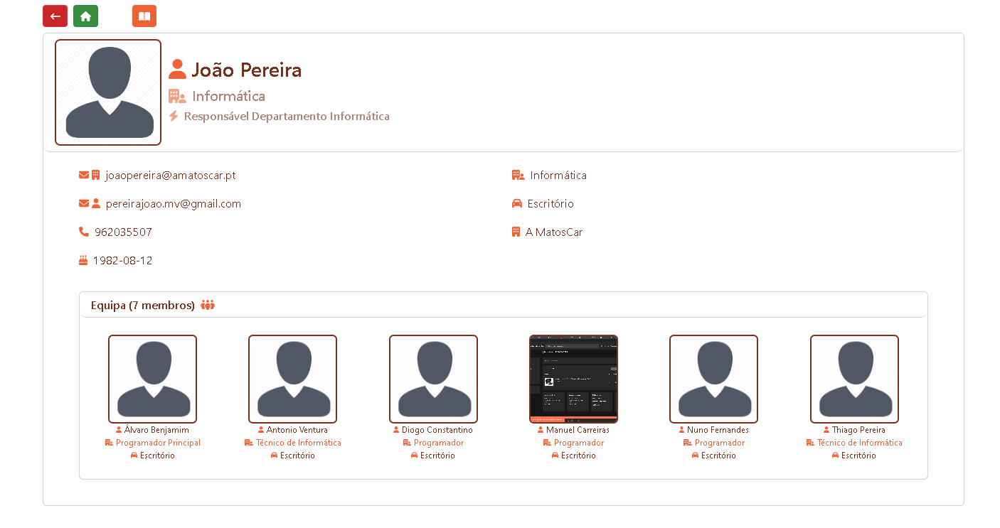 João Pereira
Informática
Responsável Departamento Informática
joaopereira@amatoscar.pt
Informática
pereirajoao.mv@gmail.com
Escritório
962035507
A MatosCar
1982-08-12
Equipa (7 membros)
Álvaro Benjamim
Antonio Ventura
Diogo Constantino
Manuel Carreiras
Nuno Fernandes
Thiago Pereira
Programador Principal
Técnico de Informática
Programador
Programador
Programador
Técnico de Informática
Escritório
Escritório
Escritório
Escritório
Escritório
Escritório